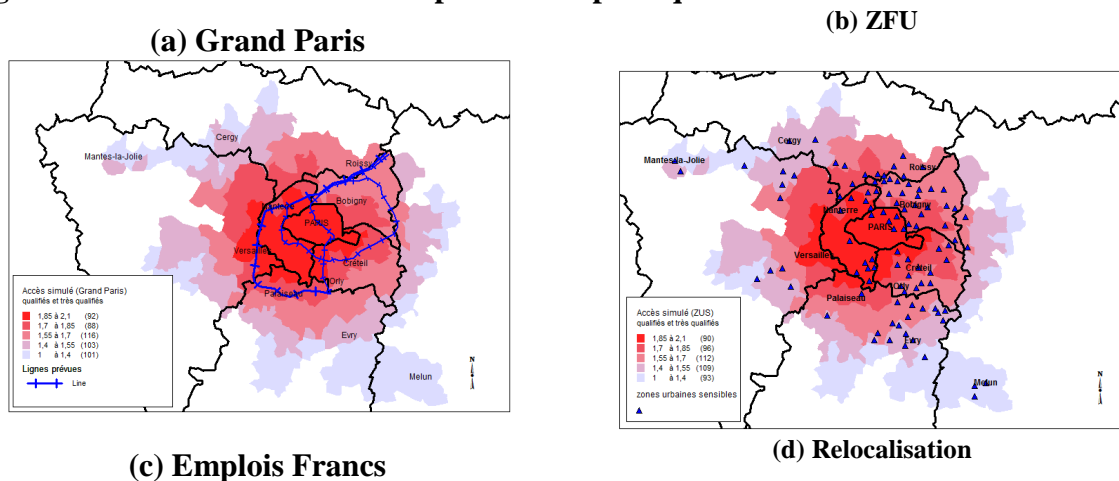 (a) Grand Paris
(b) ZFU
Cergy
Mantes-la-Jolie
Roissy
Bobigny
Nanterre
PARIS
Versailles
Créteil
Orly
Palaiseau
Evry
Melun
N
Accès simulé (Grand Paris)
qualifiés et très qualifiés
1,85 à 2,1 (92)
1,7 à 1,85 (88)
1,55 à 1,7 (116)
1,4 à 1,55 (103)
1 à 1,4 (101)
Lignes prévues
Line
Cergy
Mantes-la-Jolie
Roissy
Bobigny
Nanterre
PARIS
Versailles
Créteil
Orly
Palaiseau
Evry
Melun
N
Accès simulé (ZUS)
qualifiés et très qualifiés
1,85 à 2,1 (90)
1,7 à 1,85 (96)
1,55 à 1,7 (112)
1,4 à 1,55 (109)
1 à 1,4 (93)
zones urbaines sensibles
(c) Emplois Francs
(d) Relocalisation